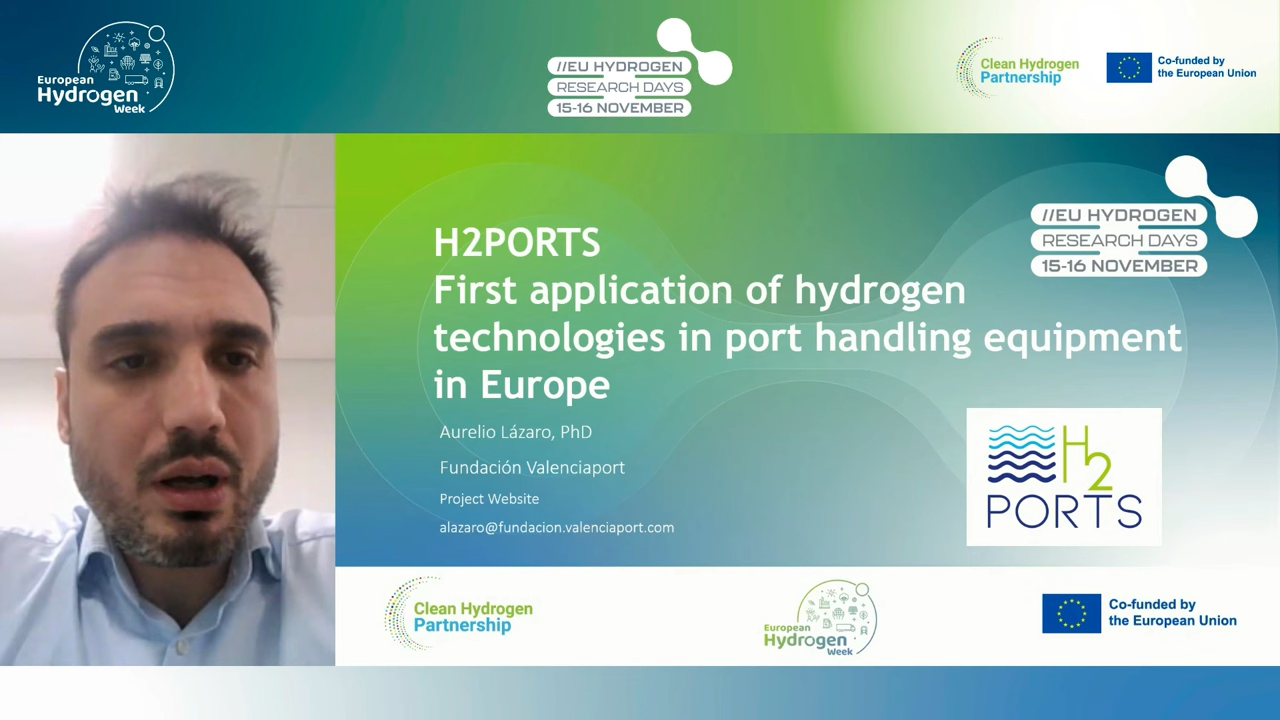 European
Hydrogen
Week
//EU HYDROGEN
RESEARCH DAYS
15-16 NOVEMBER
Clean Hydrogen
Partnership
Co-funded by
the European Union
//EU HYDROGEN
RESEARCH DAYS
15-16 NOVEMBER
H2PORTS
First application of hydrogen
technologies in port handling equipment
in Europe
Aurelio Lázaro, PhD
Fundación Valenciaport
Project Website
alazaro@fundacion.valenciaport.com
H2
PORTS
Clean Hydrogen
Partnership
European
Hydrogen
Week
Co-funded by
the European Union